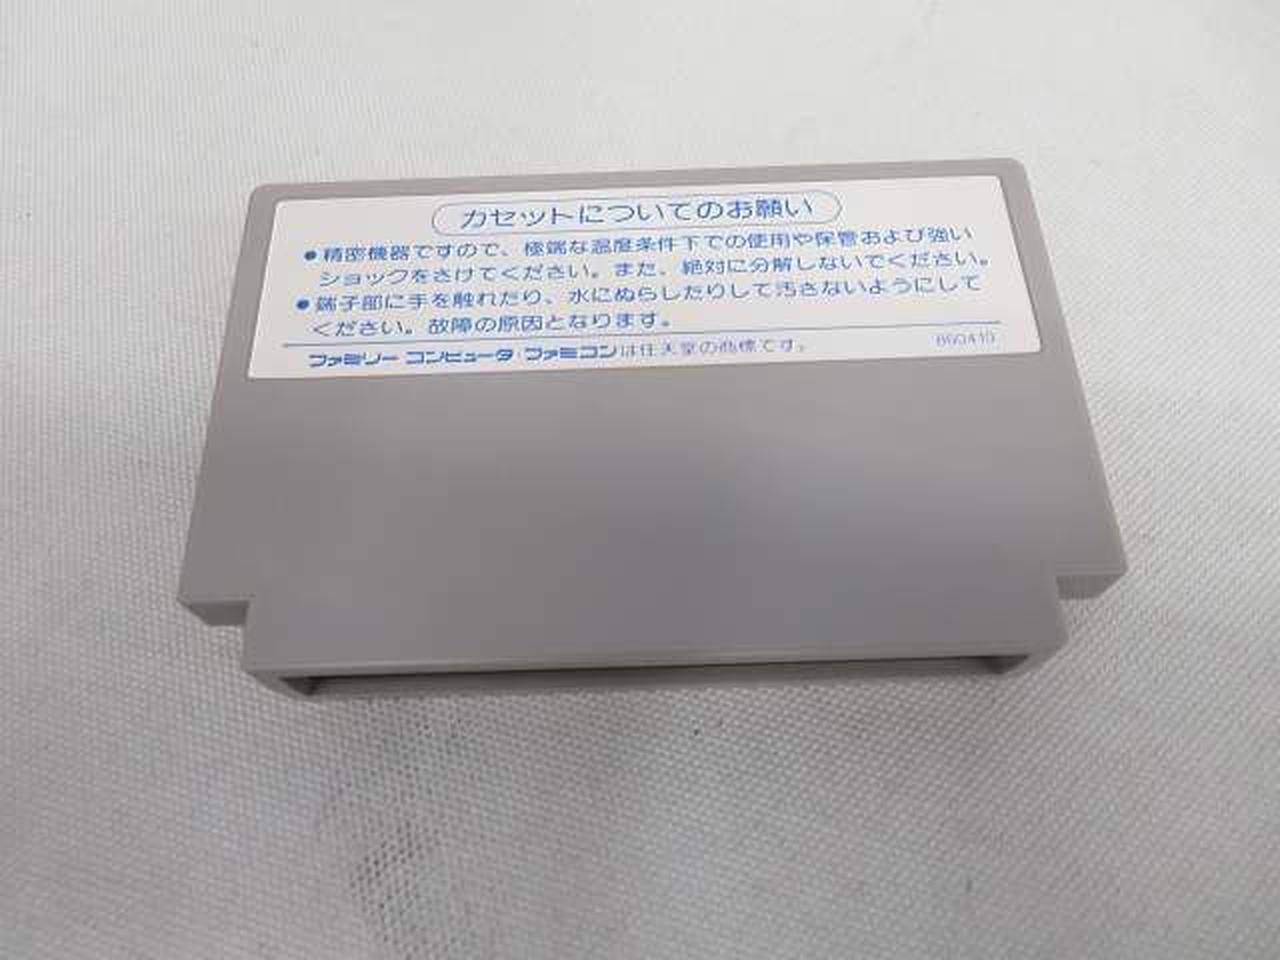 カセットについてのお願い
●精密機器ですので、極端な温度条件下での使用や保管および強い
ショックをさけてください。また、絶対に分解しないでください。
●端子部に手を触れたり、水にぬらしたりして汚さないようにして
ください。故障の原因となります。
ファミリー コンピュータ・ファミコンは任天堂の商標です。 860410